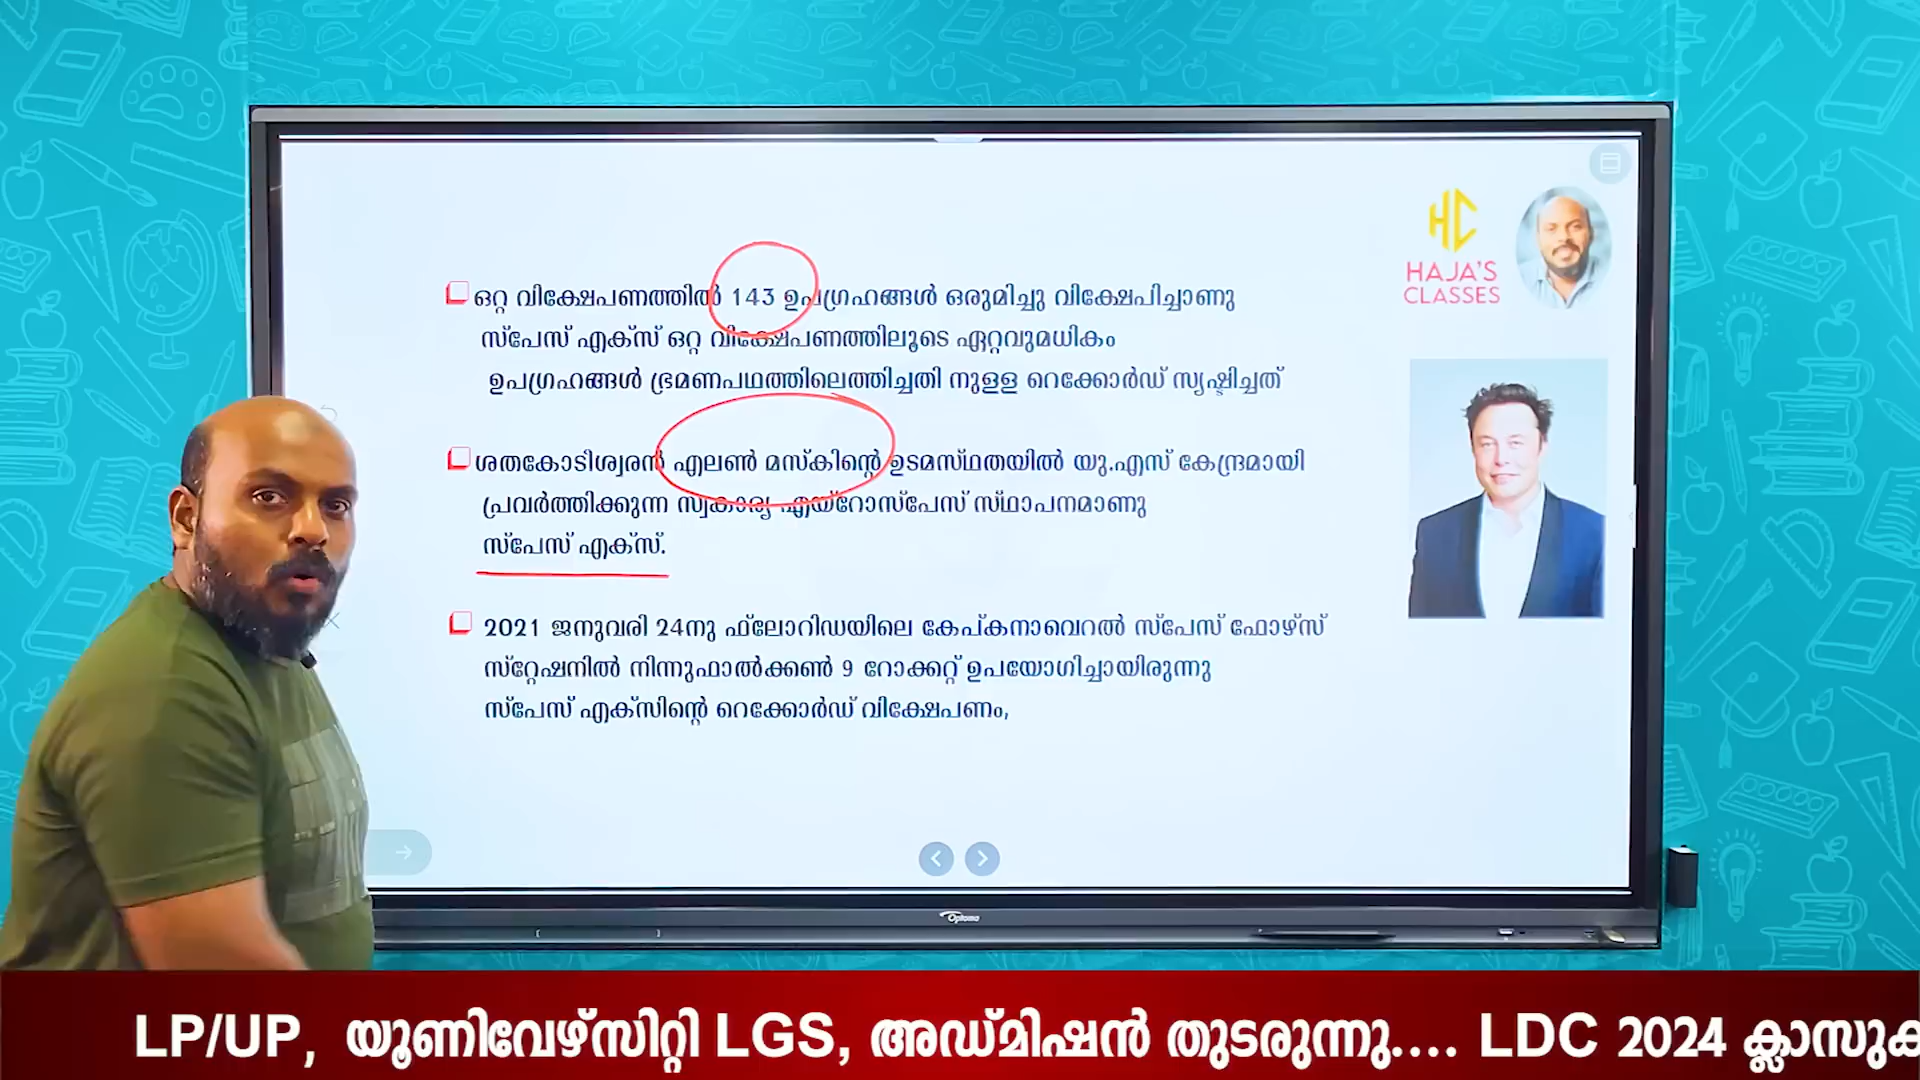 ഒറ്റ വിക്ഷേപണത്തിൽ 143 ഉപഗ്രഹങ്ങൾ ഒരുമിച്ചു വിക്ഷേപിച്ചാണു
സ്പേസ് എക്സ് ഒറ്റ വിക്ഷേപണത്തിലൂടെ ഏറ്റവുമധികം
ഉപഗ്രഹങ്ങൾ ഭ്രമണപഥത്തിലെത്തിച്ചതി നുളള റെക്കോർഡ് സൃഷ്ടിച്ചത്
ശതകോടിശ്വരൻ എലൺ മസ്കിന്റെ ഉടമസ്ഥതയിൽ യു.എസ് കേന്ദ്രമായി
പ്രവർത്തിക്കുന്ന സ്വകാര്യ എയ്റോസ്പേസ് സ്ഥാപനമാണു
സ്പേസ് എക്സ്.
2021 ജനുവരി 24നു ഫ്ലോറിഡയിലെ കേപ്കനാവെറൽ സ്പേസ് ഫോഴ്സ്
സ്റ്റേഷനിൽ നിന്നുഫാൽക്കൺ 9 റോക്കറ്റ് ഉപയോഗിച്ചായിരുന്നു
സ്പേസ് എക്സിന്റെ റെക്കോർഡ് വിക്ഷേപണം,
HC
HAJA'S
CLASSES
Optoma
LP/UP, യൂണിവേഴ്സിറ്റി LGS, അഡ്മിഷൻ തുടരുന്നു.... LDC 2024